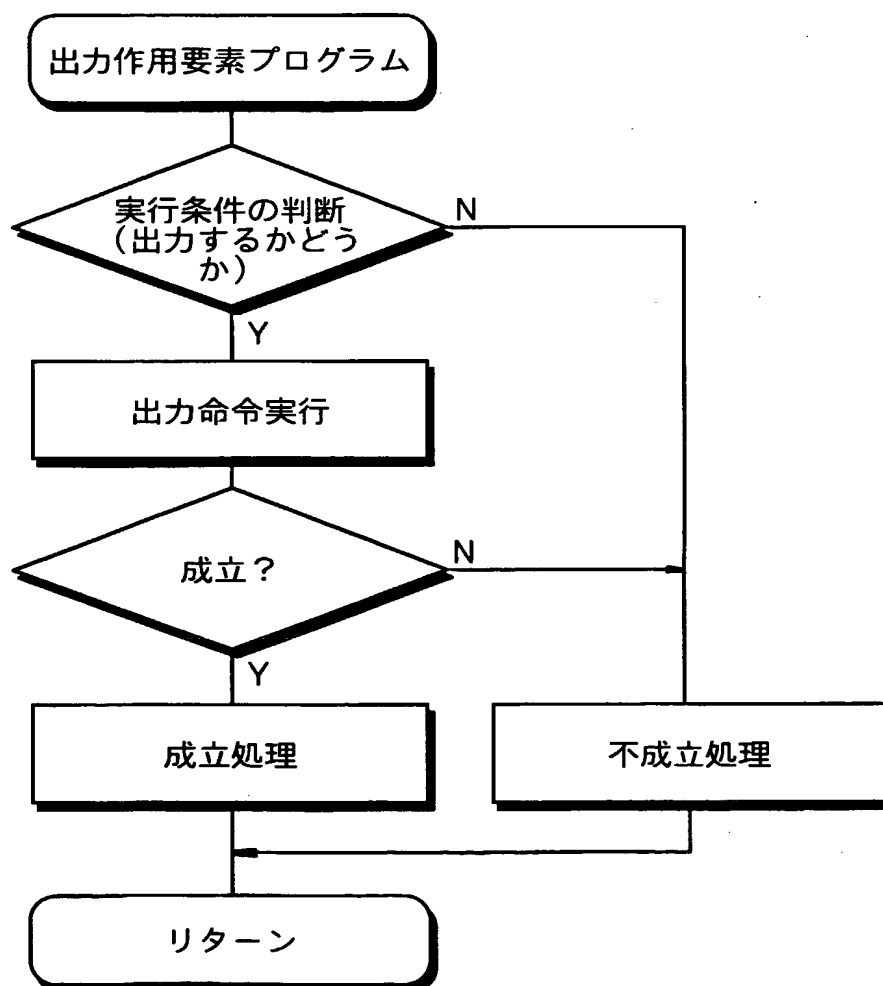 出力作用要素プログラム
実行条件の判断
(出力するかどう
か)
N
Y
出力命令実行
成立?
N
Y
成立処理
不成立処理
リターン